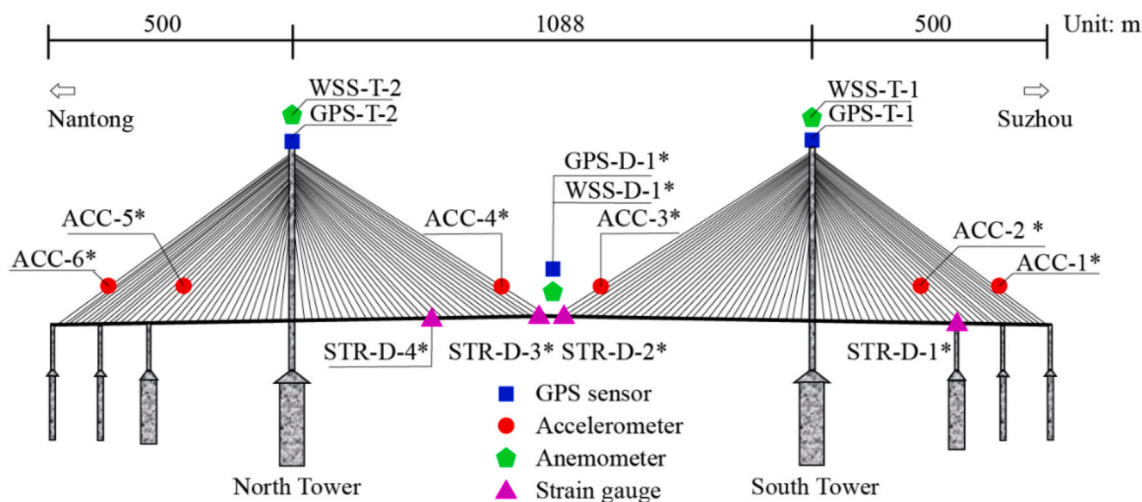 500
1088
500
Unit: m
Nantong
WSS-T-2
GPS-T-2
WSS-T-1
GPS-T-1
Suzhou
GPS-D-1*
WSS-D-1*
ACC-6*
ACC-5*
ACC-4*
ACC-3*
ACC-2 *
ACC-1*
STR-D-4*
STR-D-3*
STR-D-2*
STR-D-1*
GPS sensor
Accelerometer
Anemometer
Strain gauge
North Tower
South Tower